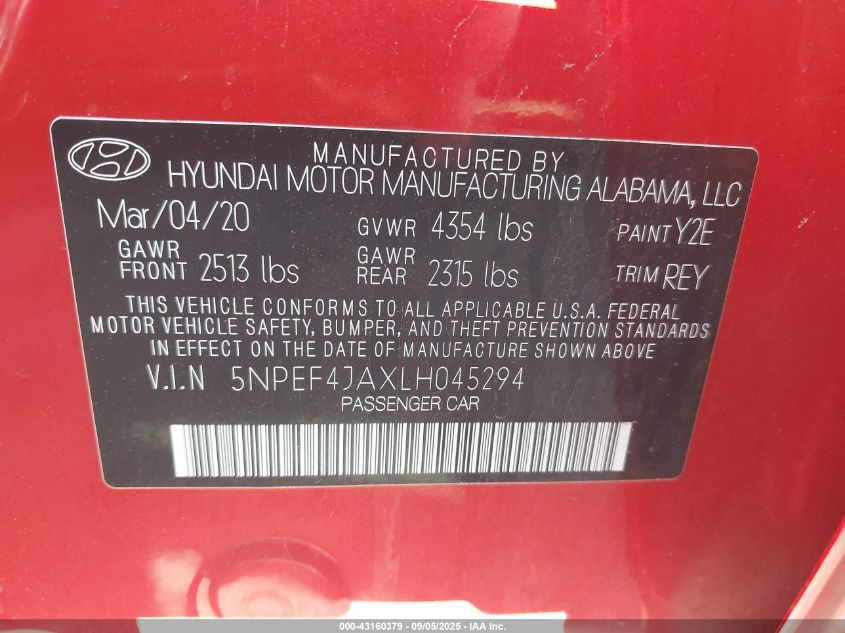 MANUFACTURED BY
HYUNDAI MOTOR MANUFACTURING ALABAMA, LLC
Mar/04/20 GVWR 4354 lbs PAINT Y2E
GAWR FRONT 2513 lbs GAWR REAR 2315 lbs TRIM REY
THIS VEHICLE CONFORMS TO ALL APPLICABLE U.S.A. FEDERAL
MOTOR VEHICLE SAFETY, BUMPER, AND THEFT PREVENTION STANDARDS
IN EFFECT ON THE DATE OF MANUFACTURE SHOWN ABOVE
V.I.N 5NPEF4JAXLH045294
PASSENGER CAR
000-43160379 - 09/05/2025 - IAA, Inc.